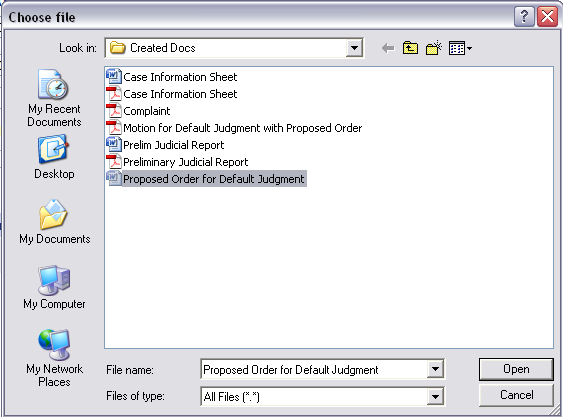 Choose file
Look in:
Created Docs
My Recent
Documents
Desktop
My Documents
My Computer
My Network
Places
Case Information Sheet
Case Information Sheet
Complaint
Motion for Default Judgment with Proposed Order
Prelim Judicial Report
Preliminary Judicial Report
Proposed Order for Default Judgment
File name:
Proposed Order for Default Judgment
Open
Files of type:
All Files (*.*)
Cancel